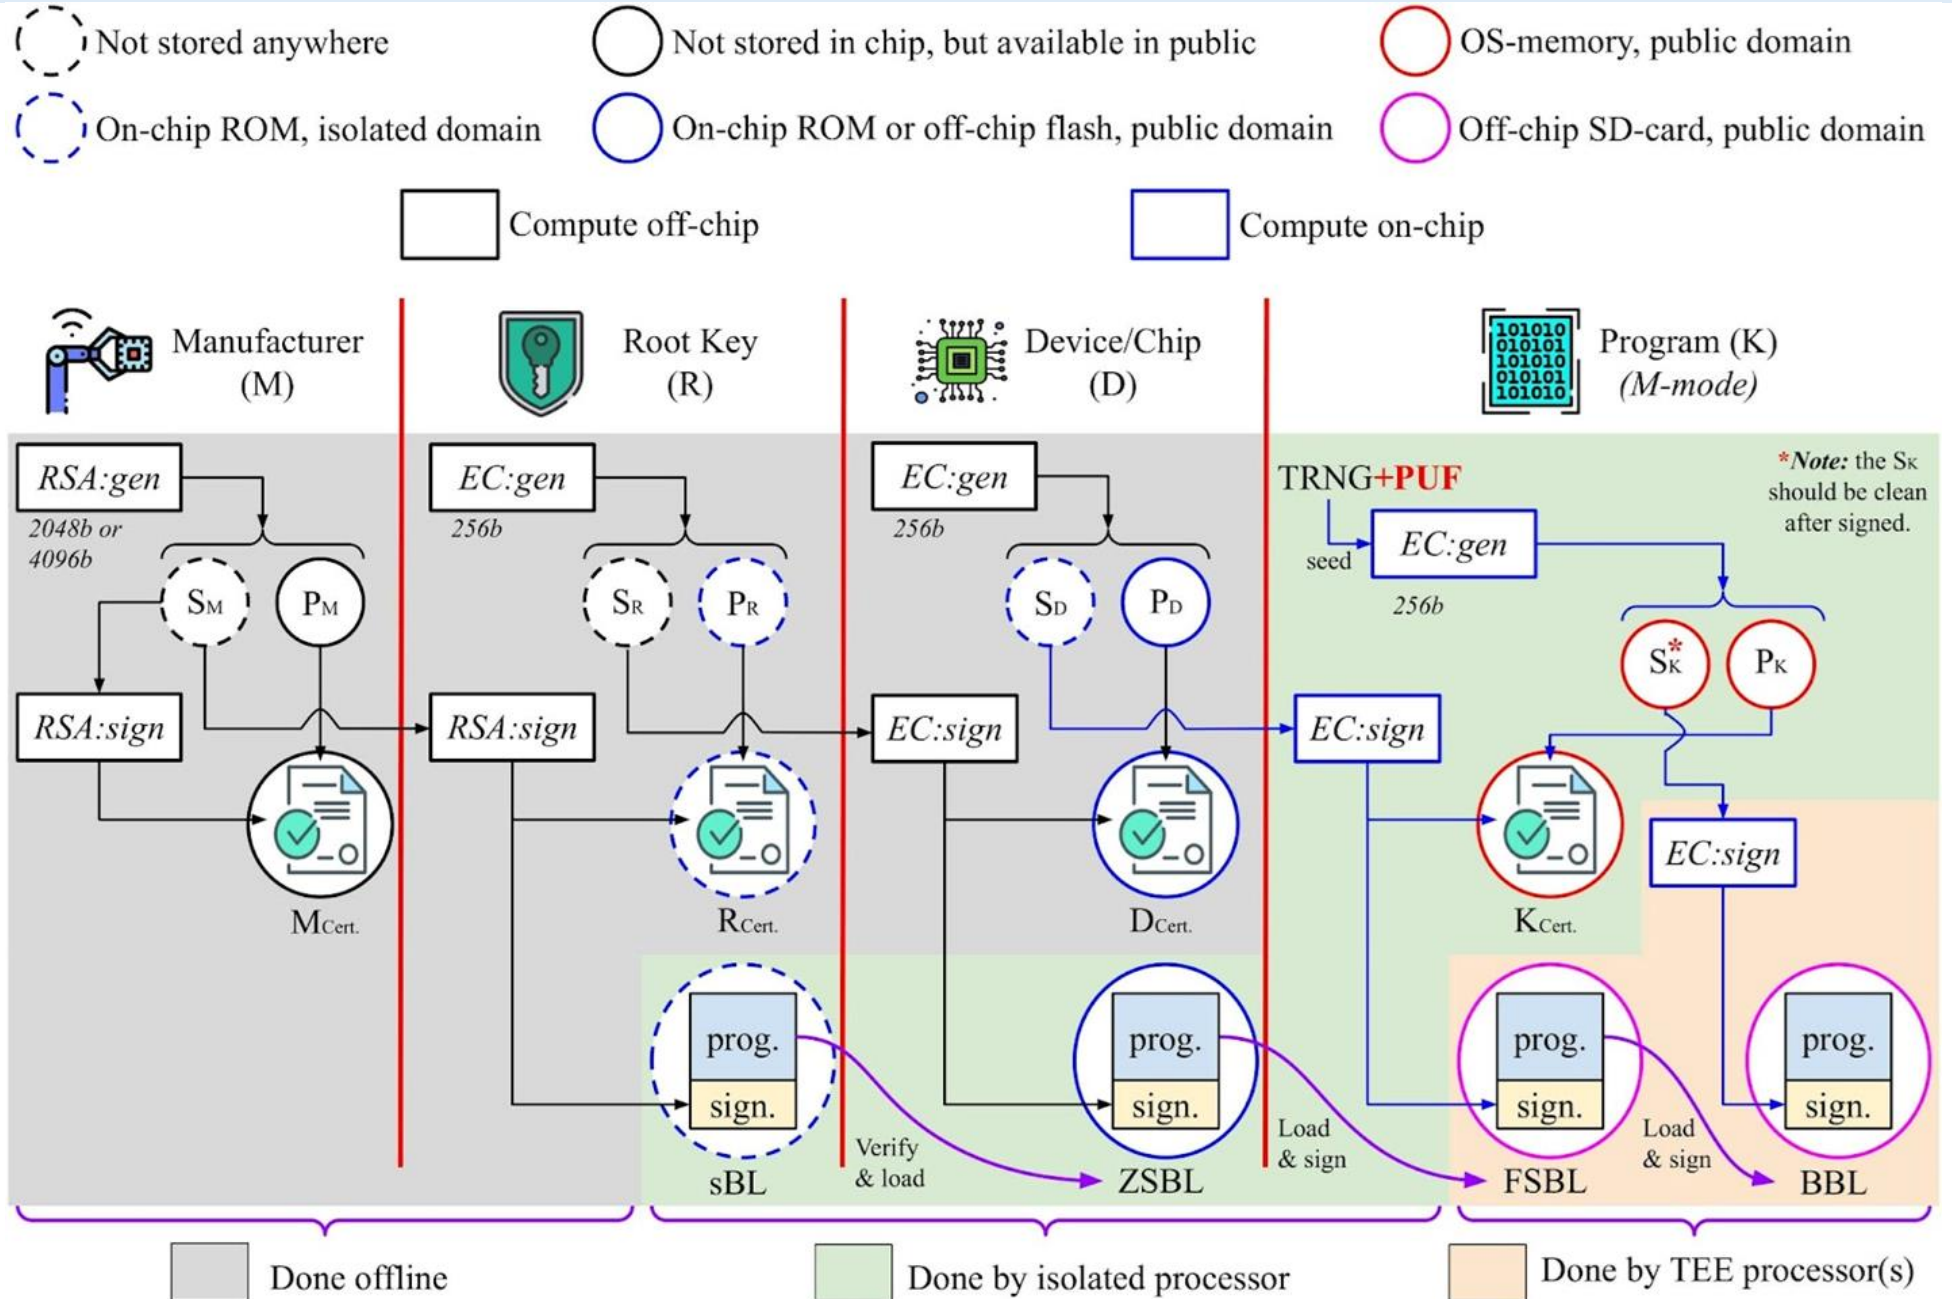 Not stored anywhere
Not stored in chip, but available in public
OS-memory, public domain
On-chip ROM, isolated domain
On-chip ROM or off-chip flash, public domain
Off-chip SD-card, public domain
Compute off-chip
Compute on-chip
Manufacturer
(M)
Root Key
(R)
Device/Chip
(D)
101010
010101
101010
010101
101010
Program (K)
(M-mode)
RSA:gen
2048b or
4096b
SM
PM
RSA:sign
MCert.
EC:gen
256b
SR
PR
RSA:sign
RCert.
prog.
sign.
sBL
EC:gen
256b
SD
PD
EC:sign
DCert.
Verify
& load
prog.
sign.
ZSBL
TRNG+PUF
seed
EC:gen
256b
*Note: the SK
should be clean
after signed.
SK*
PK
EC:sign
KCert.
EC:sign
Load
& sign
prog.
sign.
FSBL
Load
& sign
prog.
sign.
BBL
Done offline
Done by isolated processor
Done by TEE processor(s)